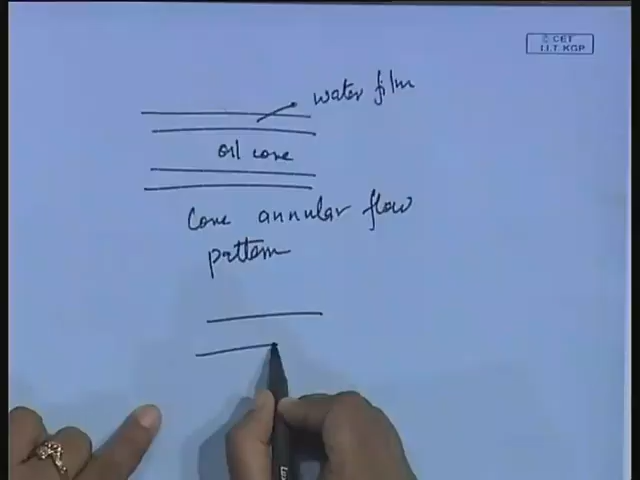 © CET
I.I.T. KGP
water film
oil core
Core annular flow
pattern